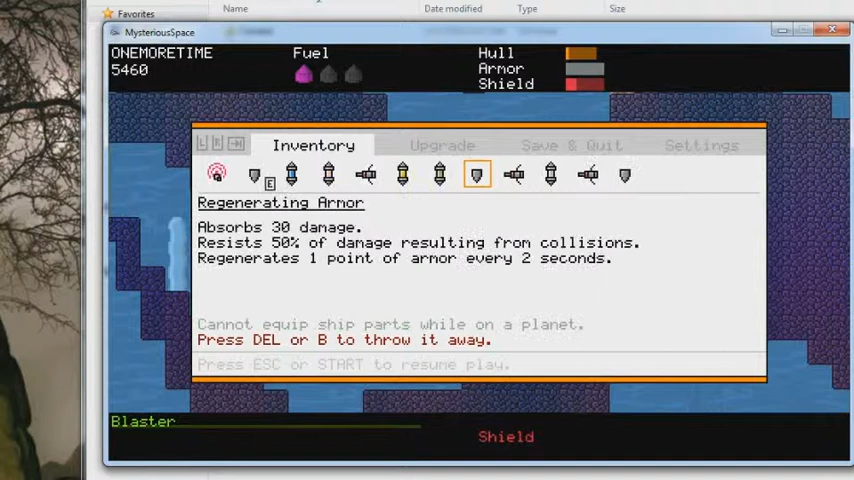 Favorites
Name
Date modified
Type
Size
MysteriousSpace
ONEMORETIME
Fuel
Hull
5460
Armor
Shield
L R
Inventory
Upgrade
Save & Quit
Settings
E
Regenerating Armor
Absorbs 30 damage.
Resists 50% of damage resulting from collisions.
Regenerates 1 point of armor every 2 seconds.
Cannot equip ship parts while on a planet.
Press DEL or B to throw it away.
Press ESC or START to resume play.
Blaster
Shield